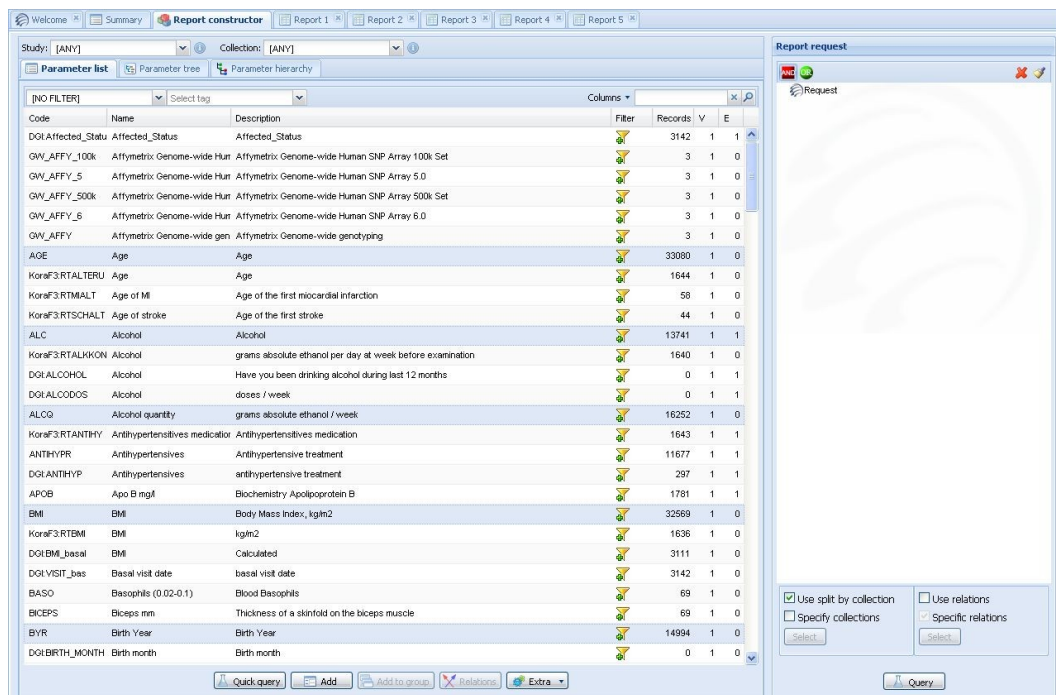 Welcome Summary Report constructor Report 1 Report 2 Report 3 Report 4 Report 5
Study: [ANY] Collection: [ANY]
Parameter list Parameter tree Parameter hierarchy
[NO FILTER] Select tag Columns
Code Name Description Filter Records V E
DGI:Affected_Statu Affected_Status Affected_Status 3142 1 1
GW_AFFY_100k Affymetrix Genome-wide Hum Affymetrix Genome-wide Human SNP Array 100k Set 3 1 0
GW_AFFY_5 Affymetrix Genome-wide Hum Affymetrix Genome-wide Human SNP Array 5.0 3 1 0
GW_AFFY_500k Affymetrix Genome-wide Hum Affymetrix Genome-wide Human SNP Array 500k Set 3 1 0
GW_AFFY_6 Affymetrix Genome-wide Hum Affymetrix Genome-wide Human SNP Array 6.0 3 1 0
GW_AFFY Affymetrix Genome-wide gen Affymetrix Genome-wide genotyping 3 1 0
AGE Age Age 33080 1 0
KoraF3:RTALTERU Age Age 1644 1 0
KoraF3:RTMIALT Age of MI Age of the first miocardial infarction 58 1 0
KoraF3:RTSCHALT Age of stroke Age of the first stroke 44 1 0
ALC Alcohol Alcohol 13741 1 1
KoraF3:RTALKKON Alcohol grams absolute ethanol per day at week before examination 1640 1 0
DGI:ALCOHOL Alcohol Have you been drinking alcohol during last 12 months 0 1 1
DGI:ALCODOS Alcohol doses / week 0 1 1
ALCQ Alcohol quantity grams absolute ethanol / week 16252 1 0
KoraF3:RTANTIHY Antihypertensitives medication Antihypertensitives medication 1643 1 1
ANTIHYPR Antihypertensives Antihypertensive treatment 11677 1 1
DGI:ANTIHYP Antihypertensives antihypertensive treatment 297 1 1
APOB Apo B mg/l Biochemistry Apolipoprotein B 1781 1 1
BMI BMI Body Mass Index, kg/m2 32569 1 0
KoraF3:RTBMI BMI kg/m2 1636 1 0
DGI:BMI_basal BMI Calculated 3111 1 0
DGI:VISIT_bas Basal visit date basal visit date 3142 1 0
BASO Basophils (0.02-0.1) Blood Basophils 69 1 0
BICEPS Biceps mm Thickness of a skinfold on the biceps muscle 69 1 0
BYR Birth Year Birth Year 14994 1 0
DGI:BIRTH_MONTH Birth month Birth month 0 1 0
Quick query Add Add to group Relations Extra
Report request
AND OR
Request
Use split by collection Use relations
Specify collections Specific relations
Select Select
Query